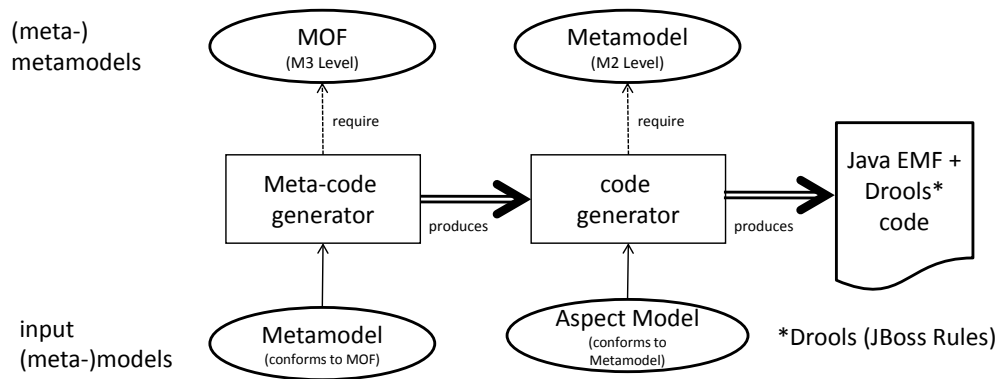 (meta-)
metamodels
MOF
(M3 Level)
Metamodel
(M2 Level)
require
require
Meta-code
generator
produces
code
generator
produces
Java EMF +
Drools*
code
input
(meta-)models
Metamodel
(conforms to MOF)
Aspect Model
(conforms to
Metamodel)
*Drools (JBoss Rules)